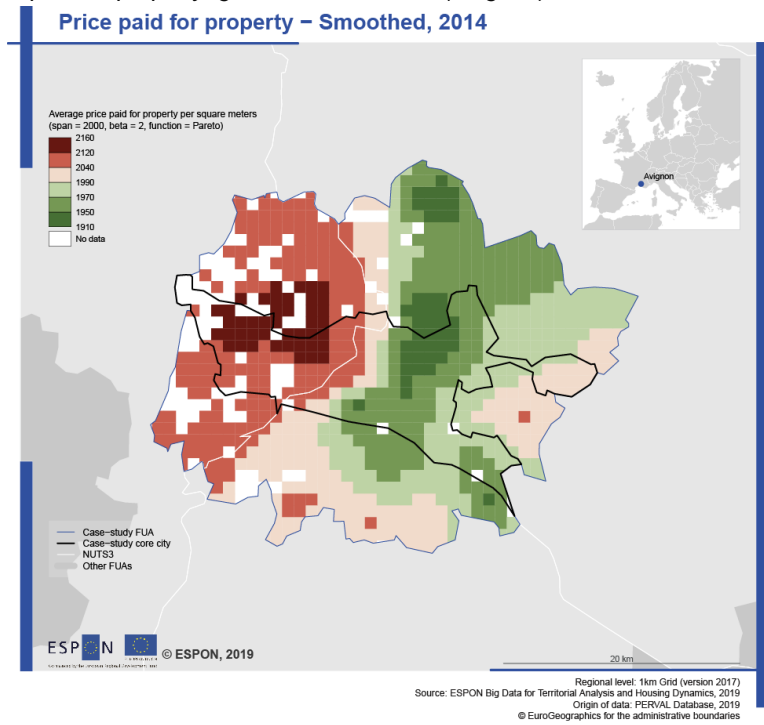 Price paid for property − Smoothed, 2014
Average price paid for property per square meters
(span = 2000, beta = 2, function = Pareto)
2160
2120
2040
1990
1970
1950
1910
No data
Avignon
Case−study FUA
Case−study core city
NUTS3
Other FUAs
ESPON
© ESPON, 2019
20 km
Regional level: 1km Grid (version 2017)
Source: ESPON Big Data for Territorial Analysis and Housing Dynamics, 2019
Origin of data: PERVAL Database, 2019
© EuroGeographics for the administrative boundaries